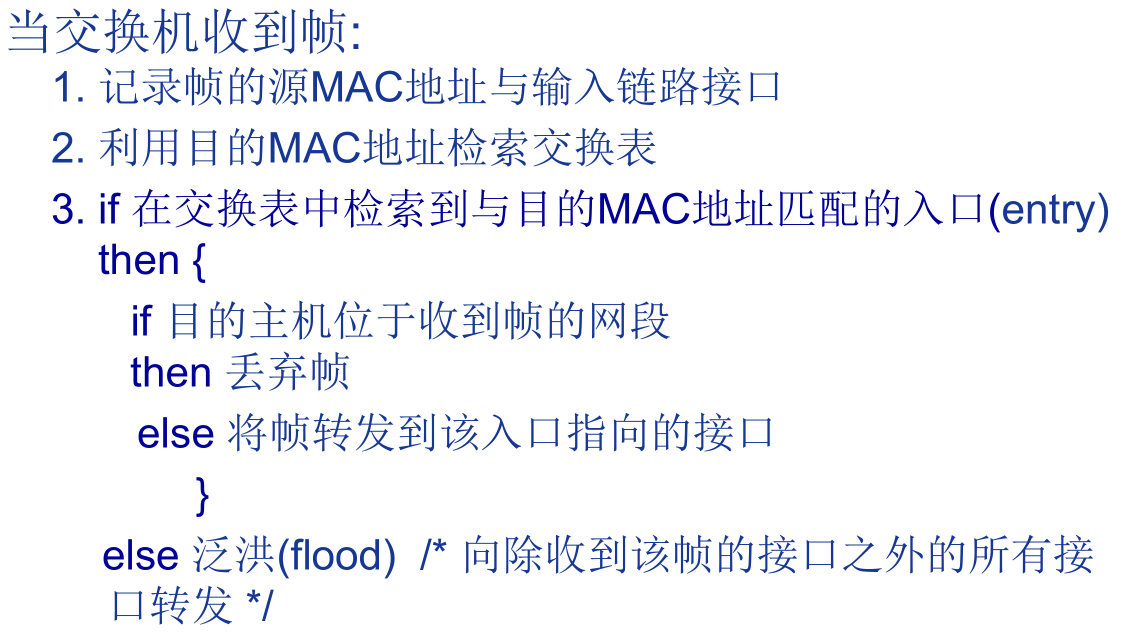 当交换机收到帧:
1. 记录帧的源MAC地址与输入链路接口
2. 利用目的MAC地址检索交换表
3. if 在交换表中检索到与目的MAC地址匹配的入口(entry)
then {
if 目的主机位于收到帧的网段
then 丢弃帧
else 将帧转发到该入口指向的接口
}
else 泛洪(flood) /* 向除收到该帧的接口之外的所有接
口转发 */